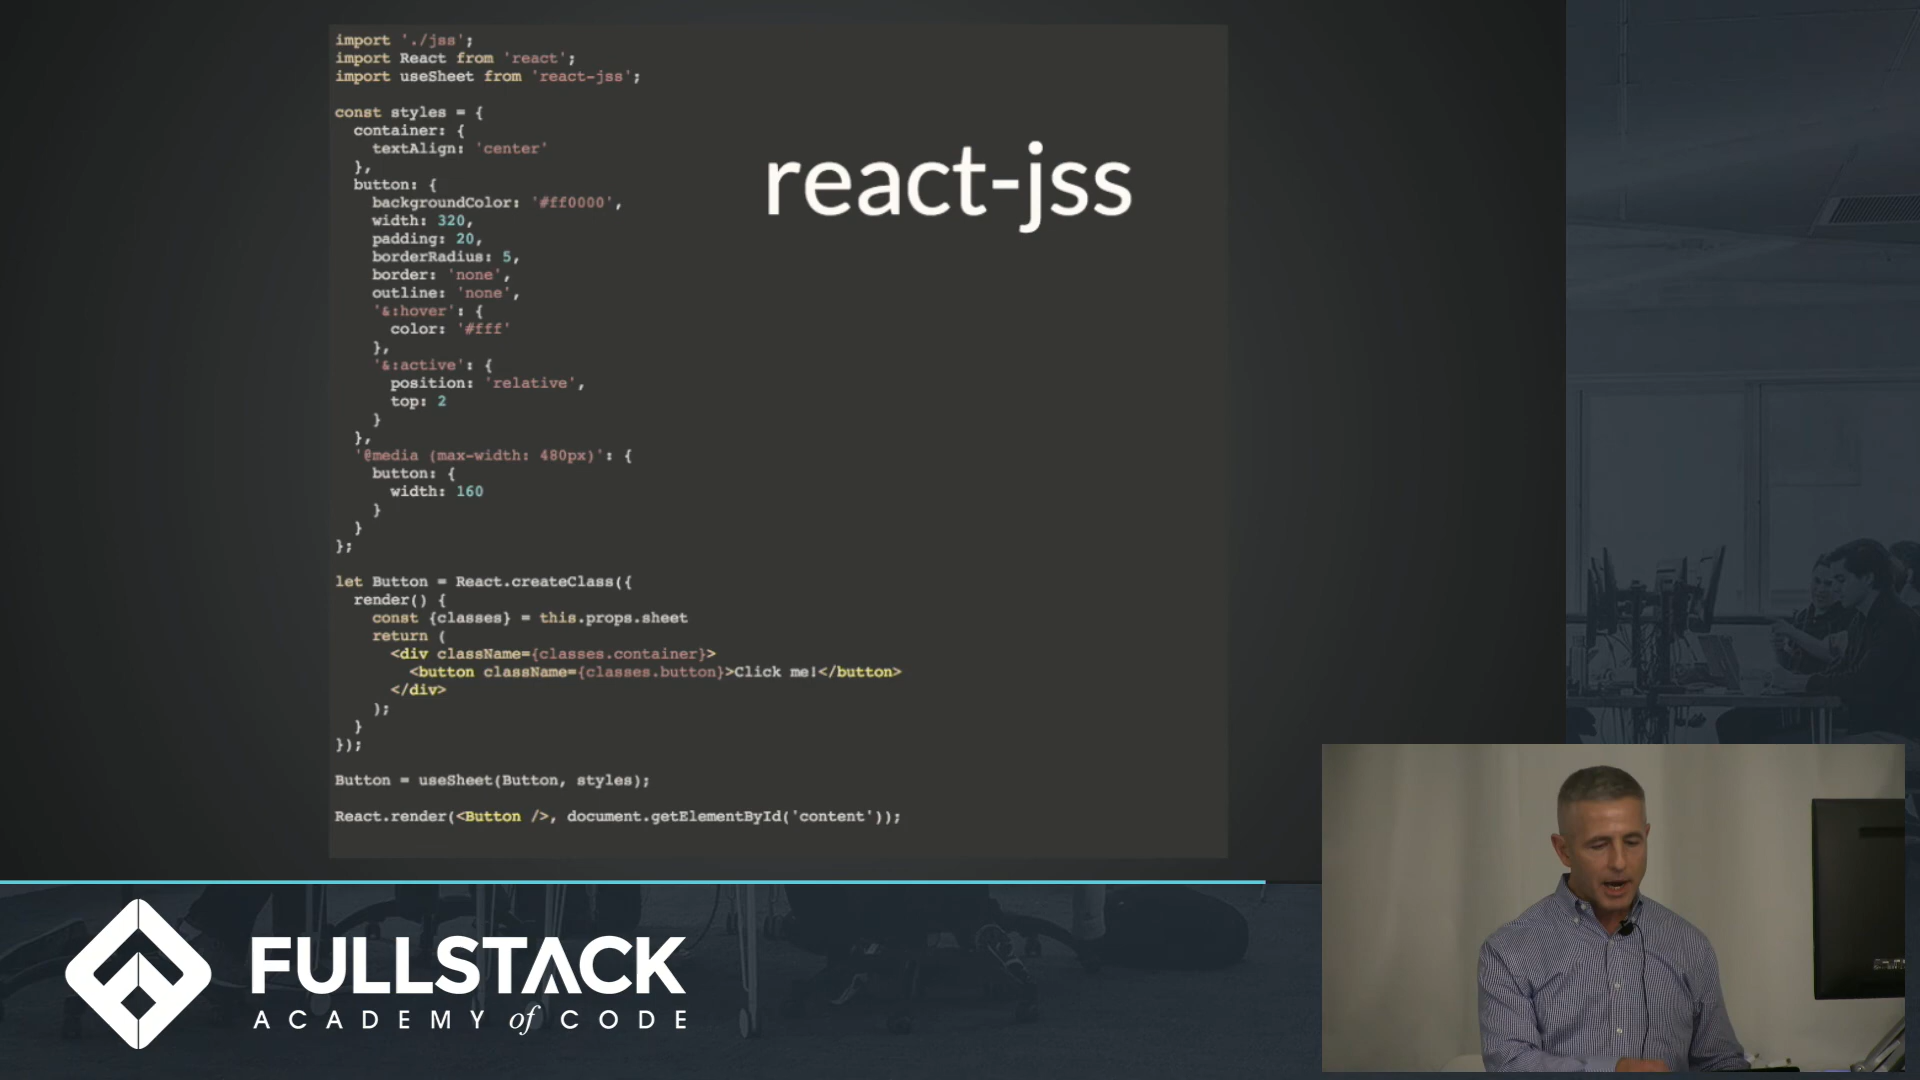 import './jss';
import React from 'react';
import useSheet from 'react-jss';
const styles = {
container: {
textAlign: 'center'
},
button: {
backgroundColor: '#ff0000',
width: 320,
padding: 20,
borderRadius: 5,
border: 'none',
outline: 'none',
'&:hover': {
color: '#fff'
},
'&:active': {
position: 'relative',
top: 2
}
},
'@media (max-width: 480px)': {
button: {
width: 160
}
}
};
let Button = React.createClass({
render() {
const {classes} = this.props.sheet
return (
<div className={classes.container}>
<button className={classes.button}>Click me!</button>
</div>
);
}
});
Button = useSheet(Button, styles);
React.render(<Button />, document.getElementById('content'));
react-jss
FULLSTACK
ACADEMY of CODE